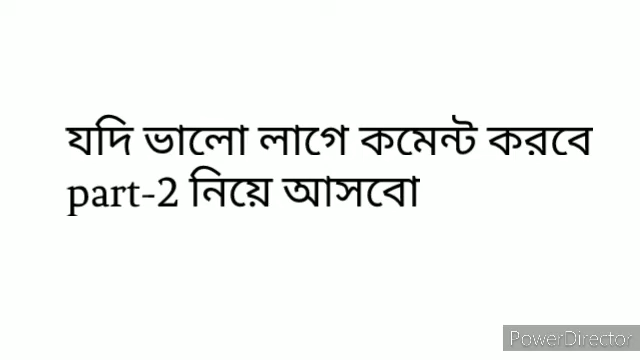 যদি ভালো লাগে কমেন্ট করবে
part-2 নিয়ে আসবো
PowerDirector